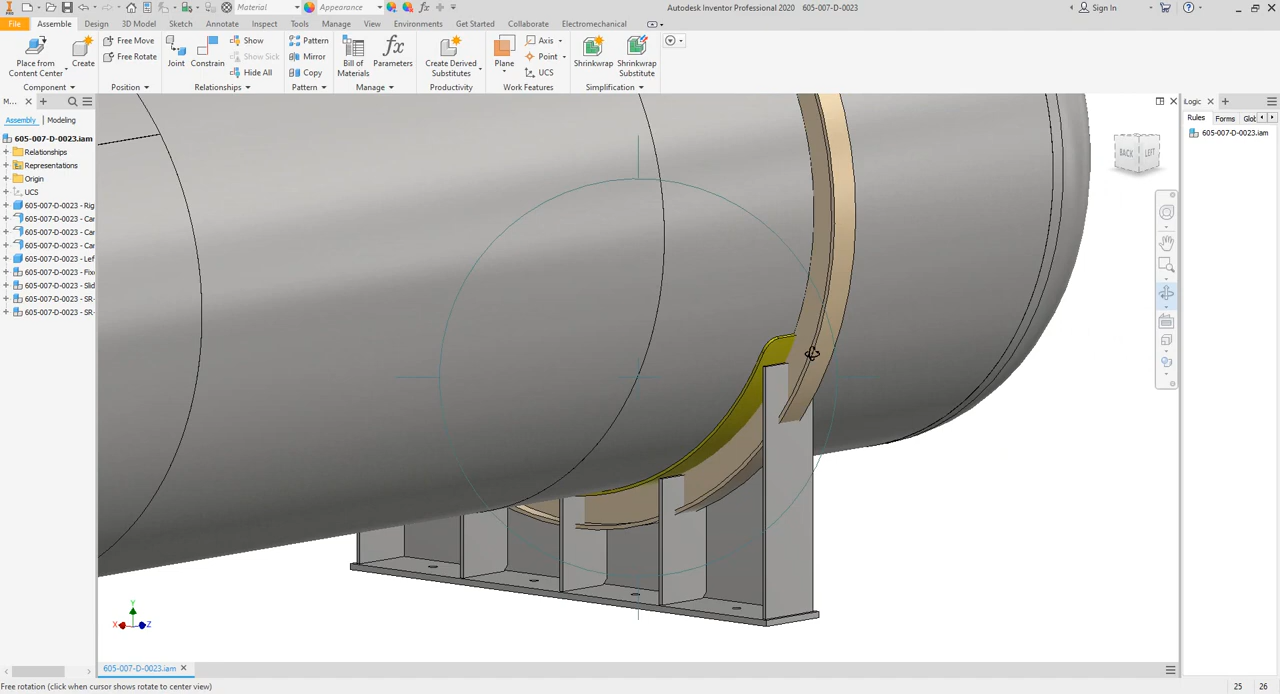 Material
Appearance
Autodesk Inventor Professional 2020 605-007-D-0023
Sign In
File Assemble Design 3D Model Sketch Annotate Inspect Tools Manage View Environments Get Started Collaborate Electromechanical
Place from
Content Center
Create
Free Move
Free Rotate
Joint
Constrain
Show
Show Sick
Hide All
Pattern
Mirror
Copy
Bill of
Materials
fx
Parameters
Create Derived
Substitutes
Plane
Axis
Point
UCS
Shrinkwrap
Shrinkwrap
Substitute
Component Position Relationships Pattern Manage Productivity Work Features Simplification
M...
Assembly Modeling
605-007-D-0023.iam
Relationships
Representations
Origin
UCS
605-007-D-0023 - Rig
605-007-D-0023 - Car
605-007-D-0023 - Car
605-007-D-0023 - Car
605-007-D-0023 - Left
605-007-D-0023 - Fixe
605-007-D-0023 - Slid
605-007-D-0023 - SR-
605-007-D-0023 - SR-
iLogic
Rules Forms Glob
605-007-D-0023.iam
BACK LEFT
Y
X Z
605-007-D-0023.iam
Free rotation (click when cursor shows rotate to center view)
25 26